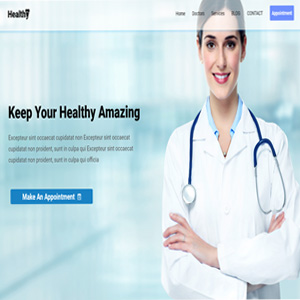 Healthy
Home Doctors Services BLOG CONTACT Appointment
Keep Your Healthy Amazing
Excepteur sint occaecat cupidatat non Excepteur sint occaecat
cupidatat non proident, sunt in culpa qui Excepteur sint occaecat
cupidatat non proident, sunt in culpa qui officia
Make An Appointment